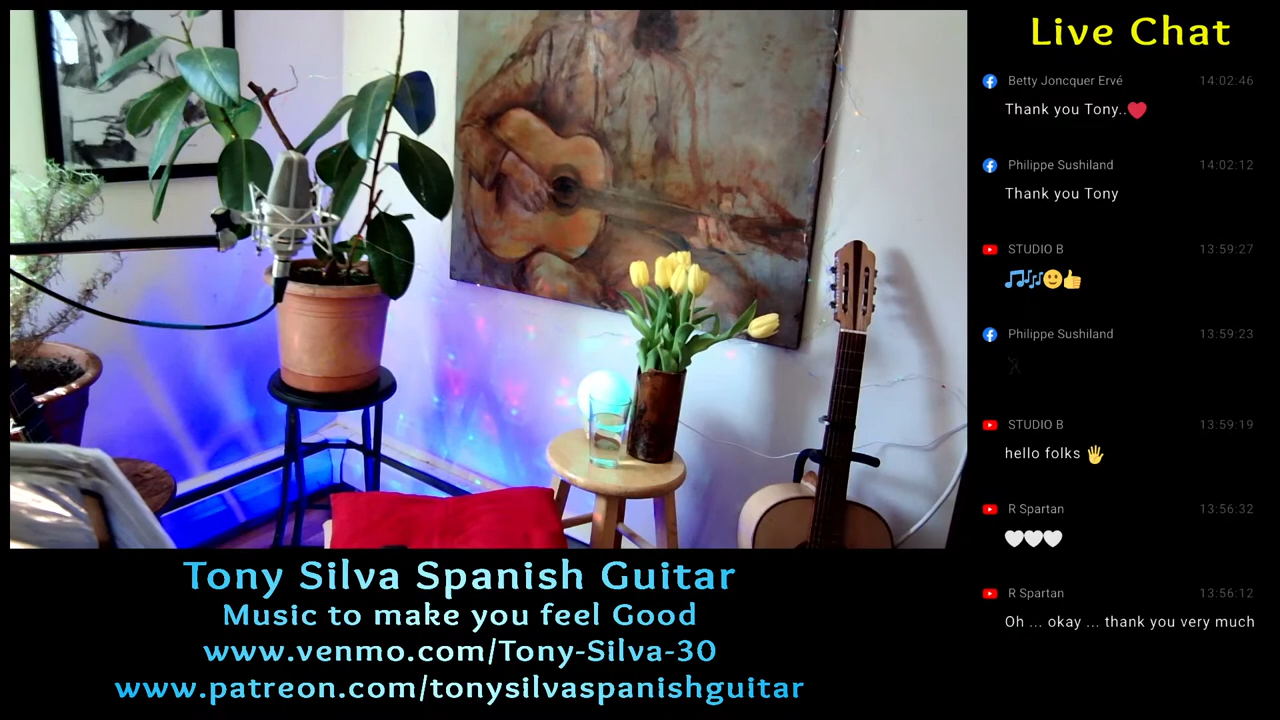 Live Chat
Betty Joncquer Ervé 14:02:46
Thank you Tony..❤️
Philippe Sushiland 14:02:12
Thank you Tony
STUDIO B 13:59:27
🎵🎶🙂👍
Philippe Sushiland 13:59:23
STUDIO B 13:59:19
hello folks 👋
R Spartan 13:56:32
🤍🤍🤍
R Spartan 13:56:12
Oh ... okay ... thank you very much
Tony Silva Spanish Guitar
Music to make you feel Good
www.venmo.com/Tony-Silva-30
www.patreon.com/tonysilvaspanishguitar